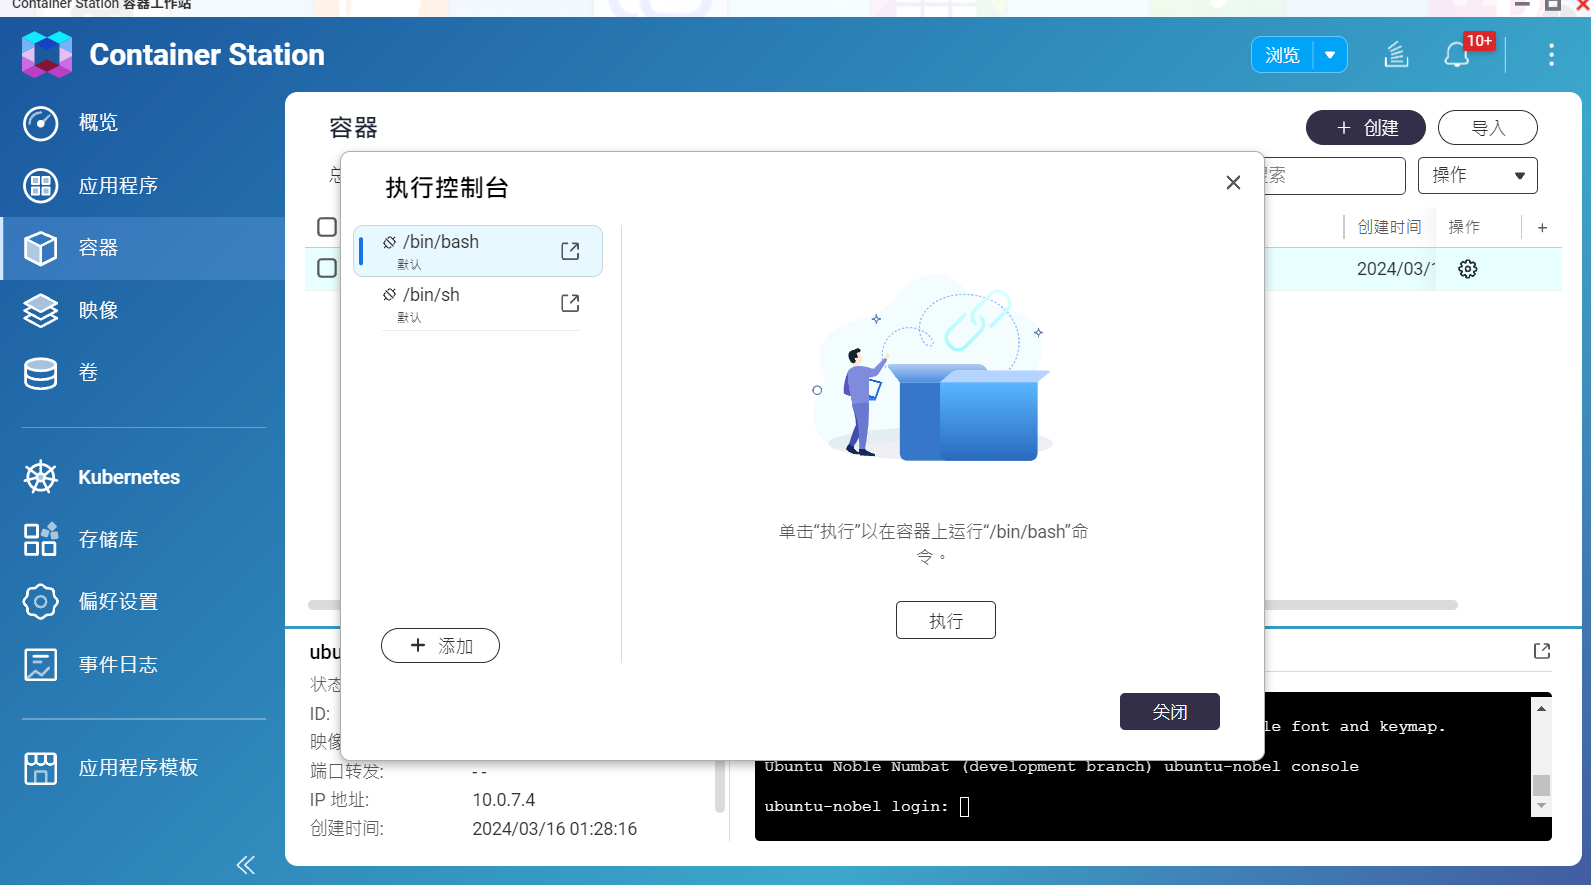 Container Station 容器工作站
Container Station
浏览
10+
概览
应用程序
容器
映像
卷
Kubernetes
存储库
偏好设置
事件日志
应用程序模板
容器
+ 创建
导入
总
搜索
操作
创建时间
操作
+
2024/03/1
执行控制台
/bin/bash
默认
/bin/sh
默认
+ 添加
单击“执行”以在容器上运行“/bin/bash”命
令。
执行
关闭
ubu
状态
ID:
映像
端口转发: - -
IP 地址: 10.0.7.4
创建时间: 2024/03/16 01:28:16
le font and keymap.
Ubuntu Noble Numbat (development branch) ubuntu-nobel console
ubuntu-nobel login: